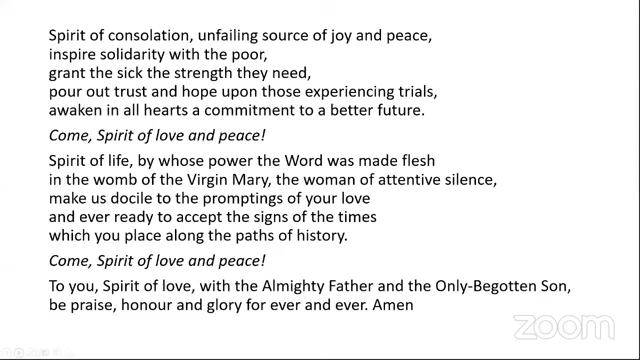 Spirit of consolation, unfailing source of joy and peace,
inspire solidarity with the poor,
grant the sick the strength they need,
pour out trust and hope upon those experiencing trials,
awaken in all hearts a commitment to a better future.
Come, Spirit of love and peace!
Spirit of life, by whose power the Word was made flesh
in the womb of the Virgin Mary, the woman of attentive silence,
make us docile to the promptings of your love
and ever ready to accept the signs of the times
which you place along the paths of history.
Come, Spirit of love and peace!
To you, Spirit of love, with the Almighty Father and the Only-Begotten Son,
be praise, honour and glory for ever and ever. Amen
zoom